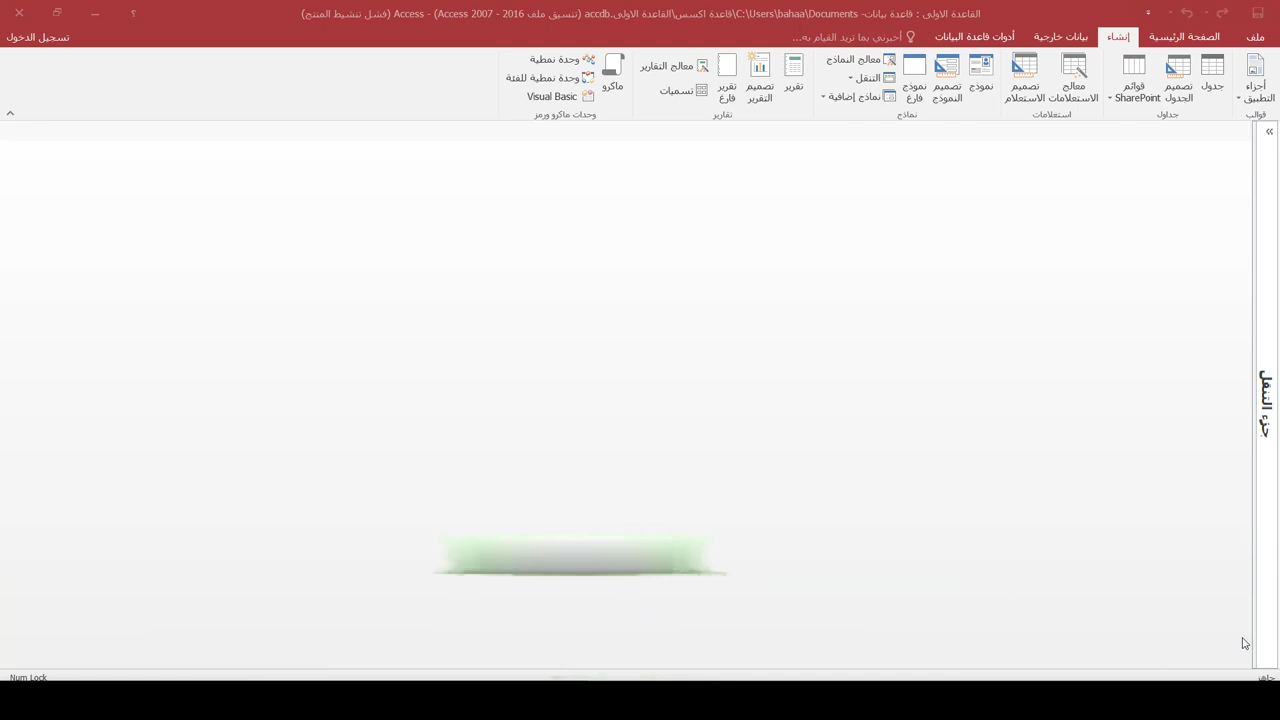 القاعدة الاولى : قاعدة بيانات- C:\Users\bahaa\Documents\قاعدة اكسس\القاعدة الاولى.accdb (تنسيق ملف Access 2007 - 2016) - Access (فشل تنشيط المنتج)
ملف
الصفحة الرئيسية
إنشاء
بيانات خارجية
أدوات قاعدة البيانات
أخبرني بما تريد القيام به...
تسجيل الدخول
أجزاء التطبيق
قوالب
جدول
تصميم الجدول
قوائم SharePoint
جداول
معالج الاستعلامات
تصميم الاستعلام
استعلامات
نموذج
تصميم النموذج
نموذج فارغ
معالج النماذج
التنقل
نماذج إضافية
نماذج
تقرير
تصميم التقرير
تقرير فارغ
معالج التقارير
تسميات
تقارير
ماكرو
وحدة نمطية
وحدة نمطية للفئة
Visual Basic
وحدات ماكرو ورمز
جزء التنقل
جاهز
Num Lock